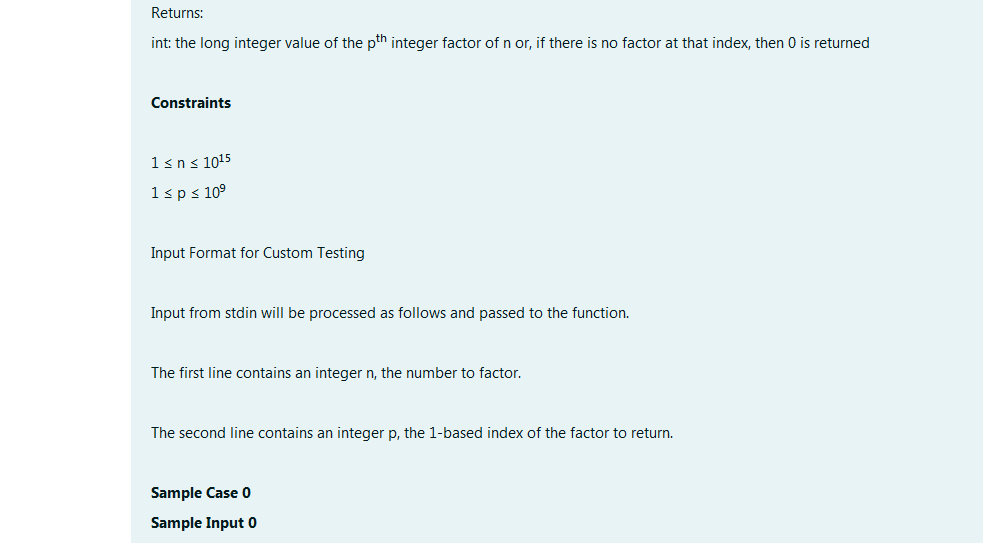 Returns:
int: the long integer value of the pth integer factor of n or, if there is no factor at that index, then 0 is returned
Constraints
1 ≤ n ≤ 10¹⁵
1 ≤ p ≤ 10⁹
Input Format for Custom Testing
Input from stdin will be processed as follows and passed to the function.
The first line contains an integer n, the number to factor.
The second line contains an integer p, the 1-based index of the factor to return.
Sample Case 0
Sample Input 0